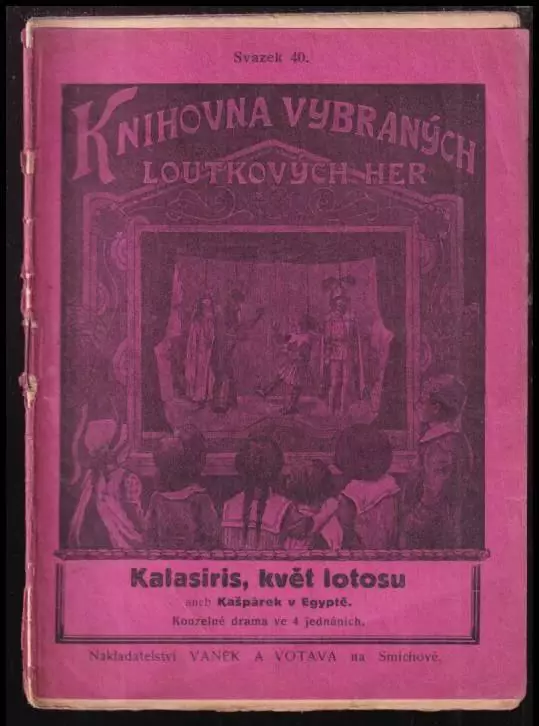 Svazek 40.
KNIHOVNA VYBRANÝCH
LOUTKOVÝCH HER
Kalasiris, květ lotosu
aneb Kašpárek v Egyptě.
Kouzelné drama ve 4 jednáních.
Nakladatelství VANĚK A VOTAVA na Smíchově.